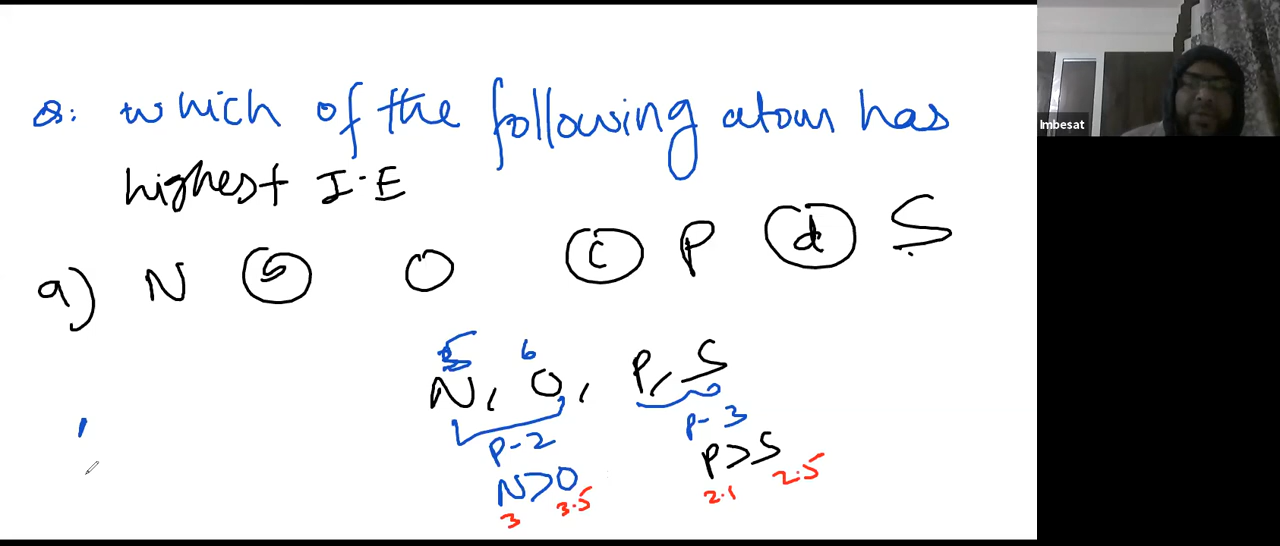 Q: which of the following atom has
highest I.E
a) N b O c P d S
5 6
N, O, P, S
P-2 P-3
N>O P>S
3 3.5 2.1 2.5
Imbesat